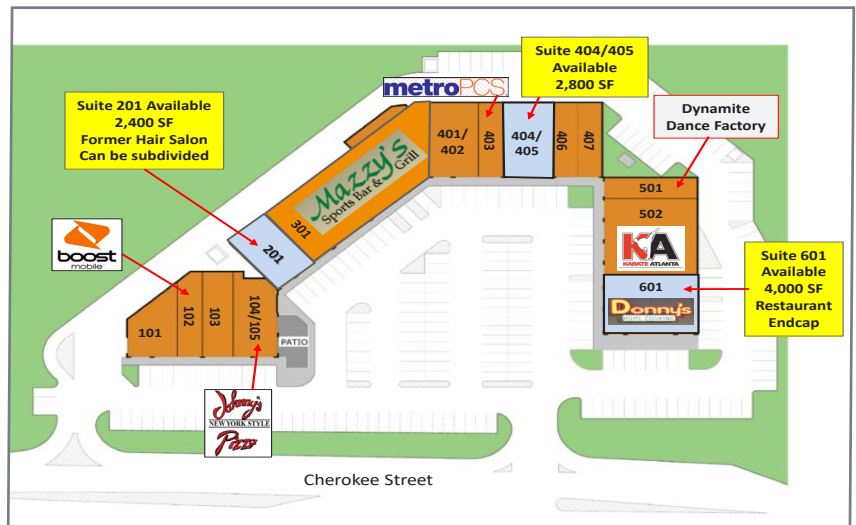 Suite 404/405
Available
2,800 SF
metroPCS
Suite 201 Available
2,400 SF
Former Hair Salon
Can be subdivided
Dynamite
Dance Factory
401/
402
403
404/
405
406
407
Mazzy's
Sports Bar & Grill
301
501
502
KA
KARATE ATLANTA
boost
mobile
201
601
Donny's
HOME COOKING
Suite 601
Available
4,000 SF
Restaurant
Endcap
101
102
103
104/105
PATIO
Johnny's
NEW YORK STYLE
Pizza
Cherokee Street